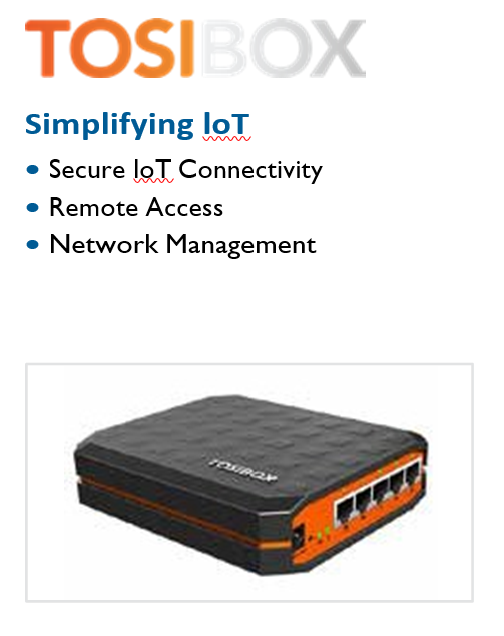 TOSIBOX
Simplifying IoT
• Secure IoT Connectivity
• Remote Access
• Network Management
TOSIBOX